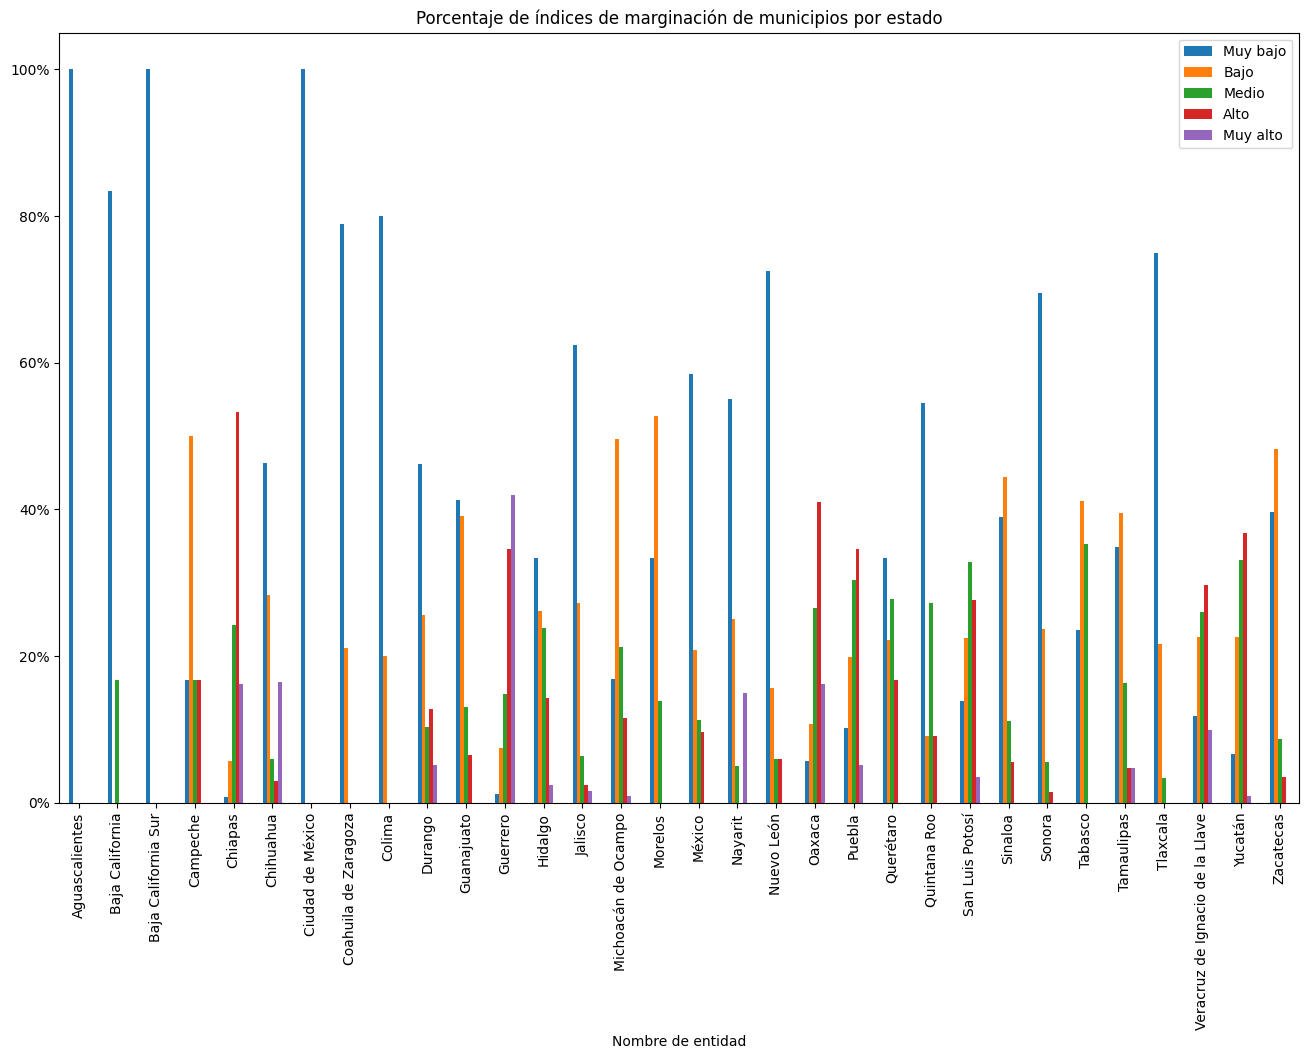 Porcentaje de índices de marginación de municipios por estado
Muy bajo
Bajo
Medio
Alto
Muy alto
100%
80%
60%
40%
20%
0%
Aguascalientes
Baja California
Baja California Sur
Campeche
Chiapas
Chihuahua
Ciudad de México
Coahuila de Zaragoza
Colima
Durango
Guanajuato
Guerrero
Hidalgo
Jalisco
Michoacán de Ocampo
Morelos
México
Nayarit
Nuevo León
Oaxaca
Puebla
Querétaro
Quintana Roo
San Luis Potosí
Sinaloa
Sonora
Tabasco
Tamaulipas
Tlaxcala
Veracruz de Ignacio de la Llave
Yucatán
Zacatecas
Nombre de entidad